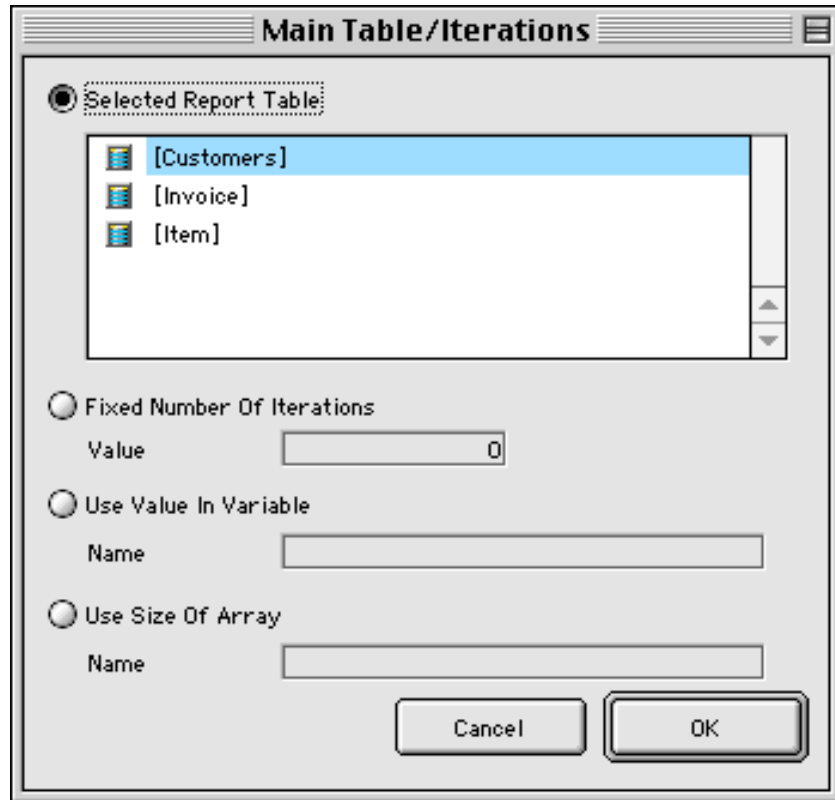 Main Table/Iterations
Selected Report Table
[Customers]
[Invoice]
[Item]
Fixed Number Of Iterations
Value 0
Use Value In Variable
Name
Use Size Of Array
Name
Cancel OK